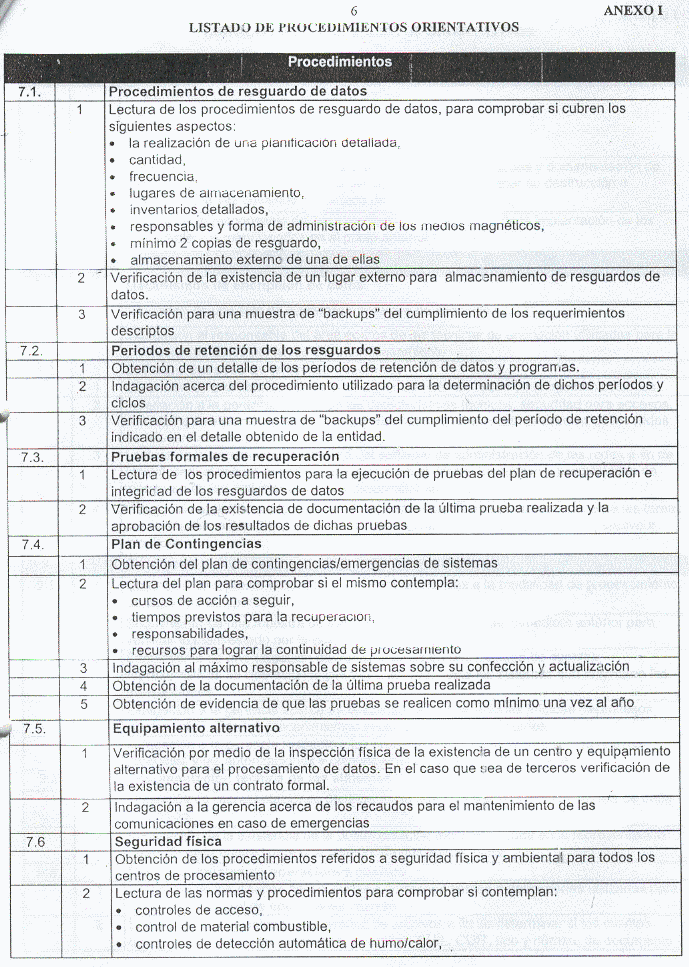 6
ANEXO I
LISTADO DE PROCEDIMIENTOS ORIENTATIVOS
Procedimientos
7.1. Procedimientos de resguardo de datos
1 Lectura de los procedimientos de resguardo de datos, para comprobar si cubren los
siguientes aspectos:
• la realización de una planificación detallada,
• cantidad,
• frecuencia,
• lugares de almacenamiento,
• inventarios detallados,
• responsables y forma de administración de los medios magnéticos,
• mínimo 2 copias de resguardo,
• almacenamiento externo de una de ellas
2 Verificación de la existencia de un lugar externo para almacenamiento de resguardos de
datos.
3 Verificación para una muestra de "backups" del cumplimiento de los requerimientos
descriptos
7.2. Periodos de retención de los resguardos
1 Obtención de un detalle de los períodos de retención de datos y programas.
2 Indagación acerca del procedimiento utilizado para la determinación de dichos períodos y
ciclos
3 Verificación para una muestra de "backups" del cumplimiento del período de retención
indicado en el detalle obtenido de la entidad.
7.3. Pruebas formales de recuperación
1 Lectura de los procedimientos para la ejecución de pruebas del plan de recuperación e
integridad de los resguardos de datos
2 Verificación de la existencia de documentación de la última prueba realizada y la
aprobación de los resultados de dichas pruebas
7.4. Plan de Contingencias
1 Obtención del plan de contingencias/emergencias de sistemas
2 Lectura del plan para comprobar si el mismo contempla:
• cursos de acción a seguir,
• tiempos previstos para la recuperación,
• responsabilidades,
• recursos para lograr la continuidad de procesamiento
3 Indagación al máximo responsable de sistemas sobre su confección y actualización
4 Obtención de la documentación de la última prueba realizada
5 Obtención de evidencia de que las pruebas se realicen como mínimo una vez al año
7.5. Equipamiento alternativo
1 Verificación por medio de la inspección física de la existencia de un centro y equipamiento
alternativo para el procesamiento de datos. En el caso que sea de terceros verificación de
la existencia de un contrato formal.
2 Indagación a la gerencia acerca de los recaudos para el mantenimiento de las
comunicaciones en caso de emergencias
7.6 Seguridad física
1 Obtención de los procedimientos referidos a seguridad física y ambiental para todos los
centros de procesamiento
2 Lectura de las normas y procedimientos para comprobar si contemplan:
• controles de acceso,
• control de material combustible,
• controles de detección automática de humo/calor,